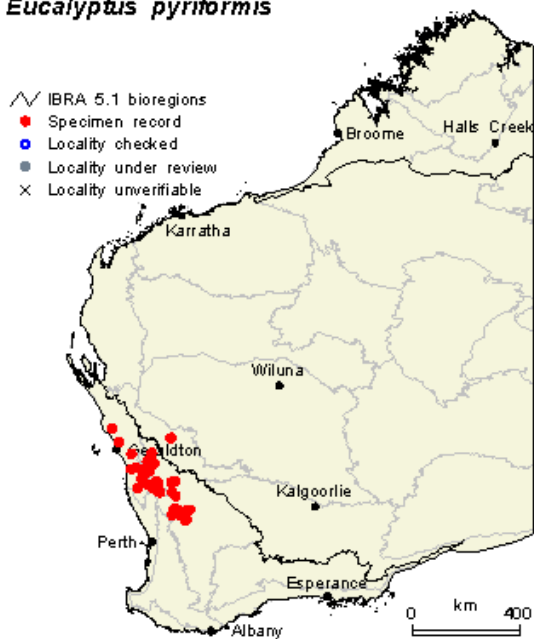 Eucalyptus pyriformis
IBRA 5.1 bioregions
Specimen record
Locality checked
Locality under review
Locality unverifiable
Broome
Halls Creek
Karratha
Wiluna
Geraldton
Kalgoorlie
Perth
Esperance
Albany
0 km 400